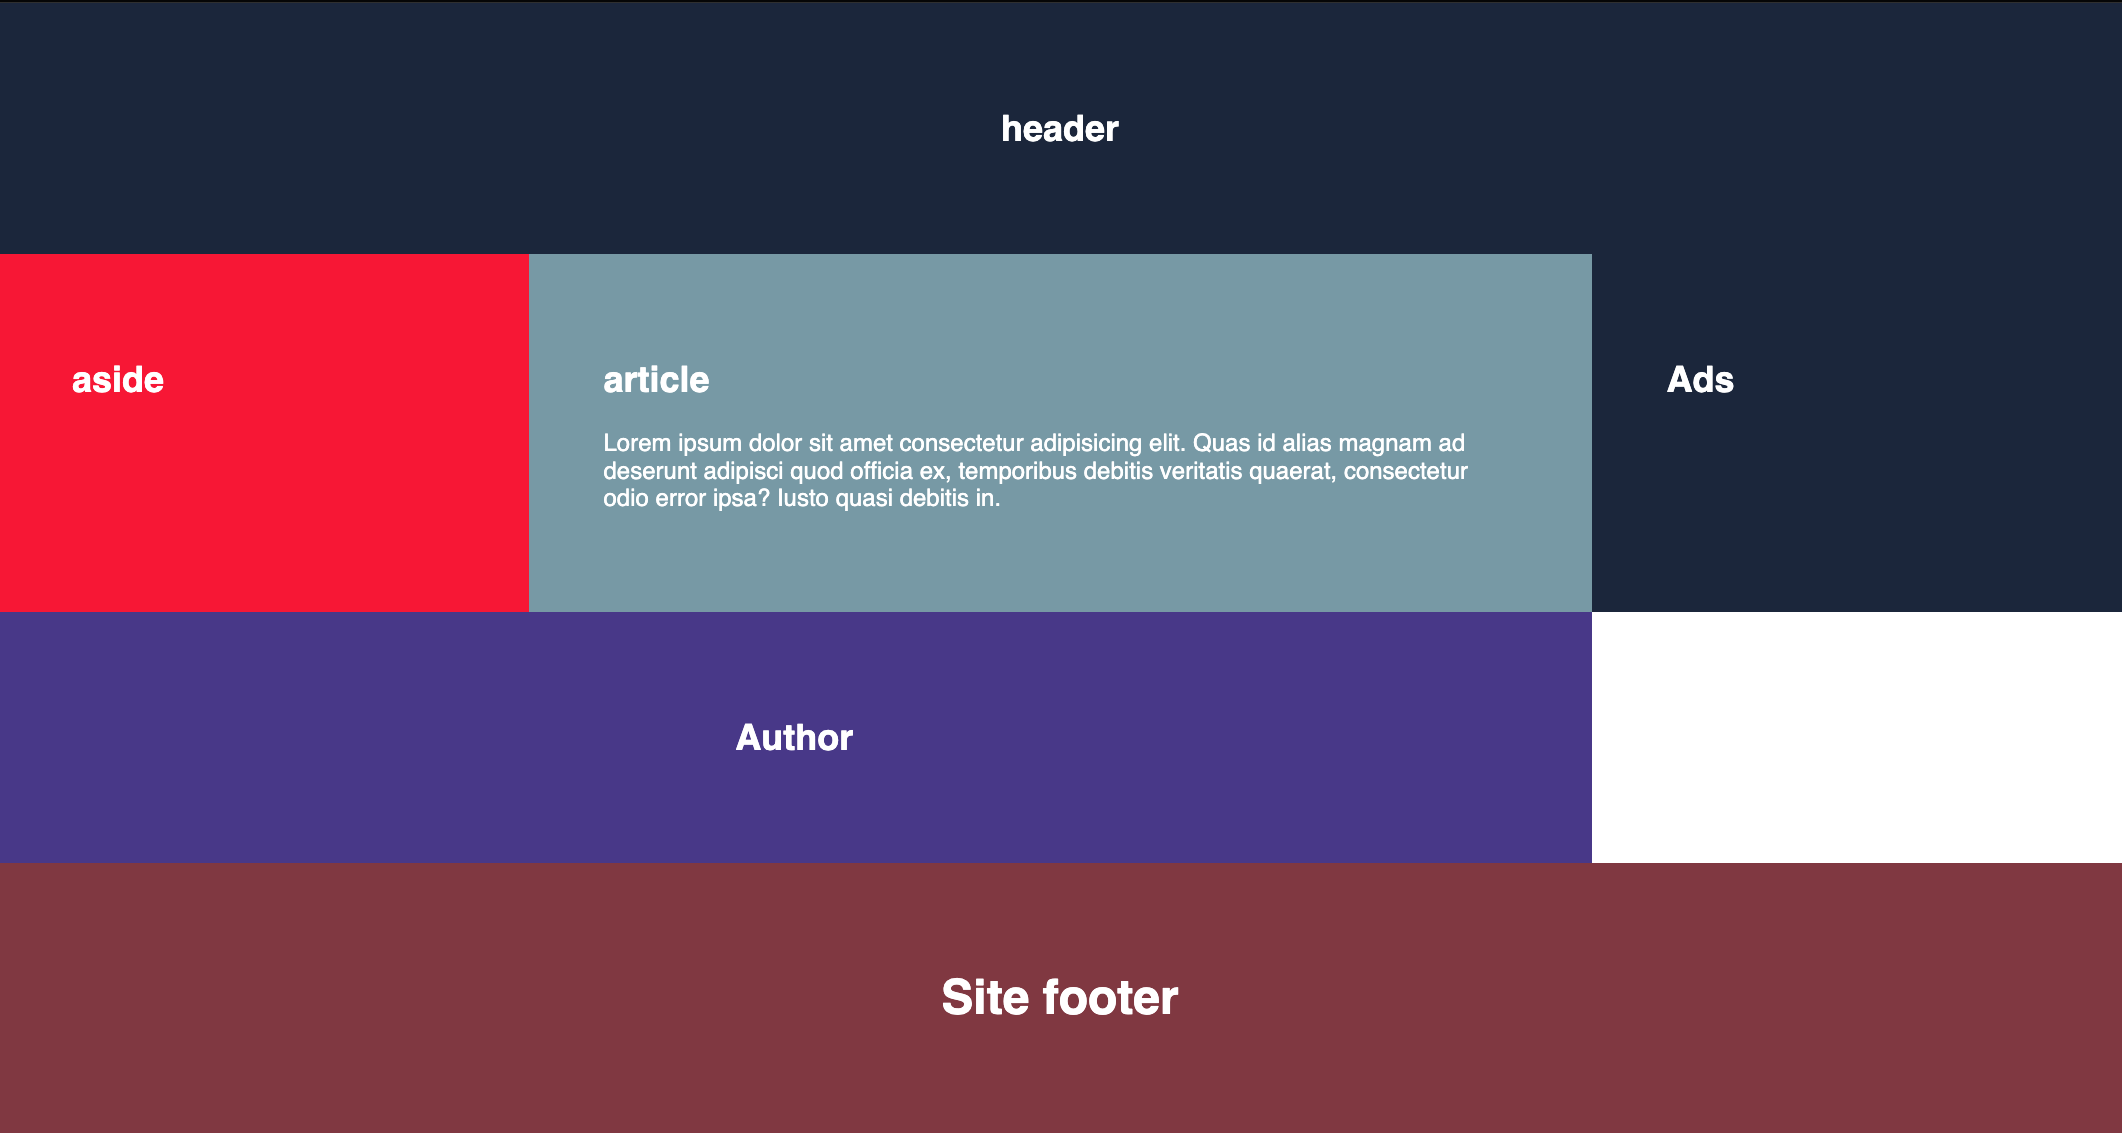 header
aside
article
Ads
Lorem ipsum dolor sit amet consectetur adipisicing elit. Quas id alias magnam ad
deserunt adipisci quod officia ex, temporibus debitis veritatis quaerat, consectetur
odio error ipsa? Iusto quasi debitis in.
Author
Site footer